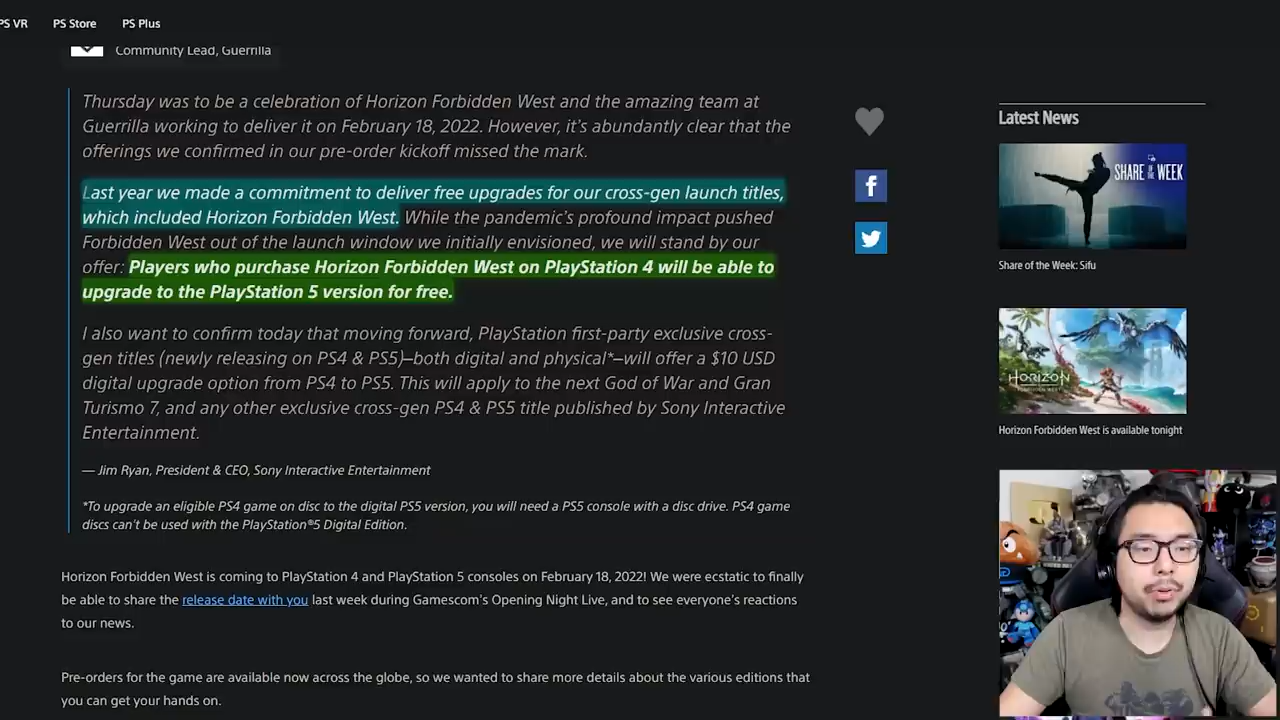 PS VR PS Store PS Plus
Community Lead, Guerrilla
Thursday was to be a celebration of Horizon Forbidden West and the amazing team at
Guerrilla working to deliver it on February 18, 2022. However, it's abundantly clear that the
offerings we confirmed in our pre-order kickoff missed the mark.
Last year we made a commitment to deliver free upgrades for our cross-gen launch titles,
which included Horizon Forbidden West. While the pandemic's profound impact pushed
Forbidden West out of the launch window we initially envisioned, we will stand by our
offer: Players who purchase Horizon Forbidden West on PlayStation 4 will be able to
upgrade to the PlayStation 5 version for free.
I also want to confirm today that moving forward, PlayStation first-party exclusive cross-
gen titles (newly releasing on PS4 & PS5)—both digital and physical*—will offer a $10 USD
digital upgrade option from PS4 to PS5. This will apply to the next God of War and Gran
Turismo 7, and any other exclusive cross-gen PS4 & PS5 title published by Sony Interactive
Entertainment.
— Jim Ryan, President & CEO, Sony Interactive Entertainment
*To upgrade an eligible PS4 game on disc to the digital PS5 version, you will need a PS5 console with a disc drive. PS4 game
discs can't be used with the PlayStation®5 Digital Edition.
Horizon Forbidden West is coming to PlayStation 4 and PlayStation 5 consoles on February 18, 2022! We were ecstatic to finally
be able to share the release date with you last week during Gamescom's Opening Night Live, and to see everyone's reactions
to our news.
Pre-orders for the game are available now across the globe, so we wanted to share more details about the various editions that
you can get your hands on.
Latest News
SHARE OF THE WEEK
Share of the Week: Sifu
HORIZON
Horizon Forbidden West is available tonight